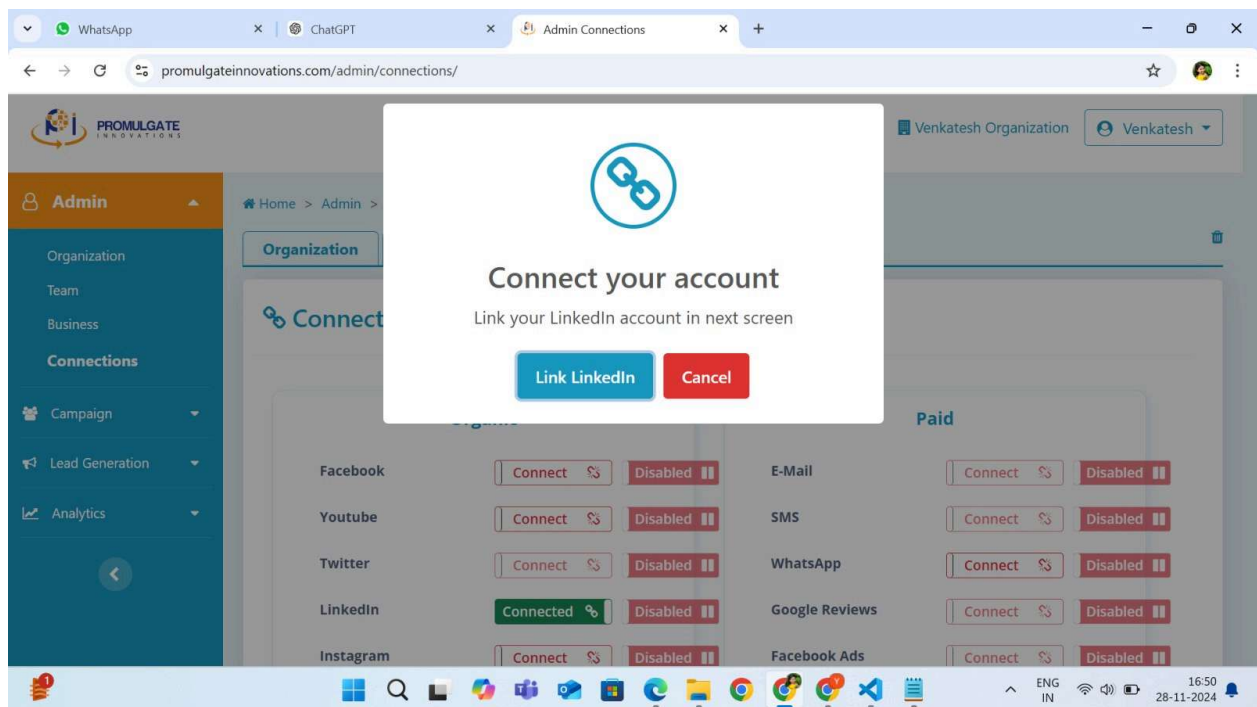 WhatsApp
ChatGPT
Admin Connections
promulgateinnovations.com/admin/connections/
PROMULGATE
INNOVATIONS
Venkatesh Organization
Venkatesh
Admin
Organization
Team
Business
Connections
Campaign
Lead Generation
Analytics
Home > Admin >
Organization
Connect
Connect your account
Link your LinkedIn account in next screen
Link LinkedIn Cancel
Paid
Facebook Connect Disabled E-Mail Connect Disabled
Youtube Connect Disabled SMS Connect Disabled
Twitter Connect Disabled WhatsApp Connect Disabled
LinkedIn Connected Disabled Google Reviews Connect Disabled
Instagram Connect Disabled Facebook Ads Connect Disabled
1
ENG 16:50
IN 28-11-2024